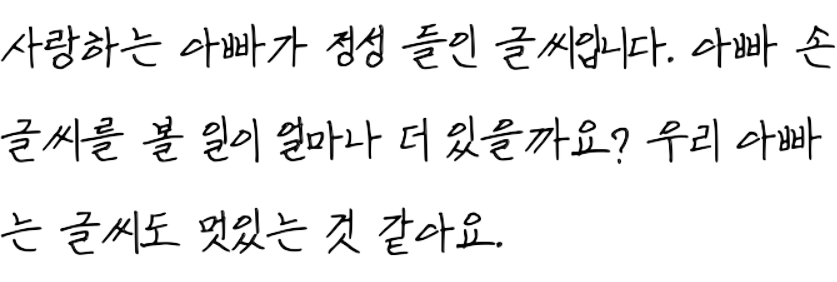 사랑하는 아빠가 정성 들인 글씨입니다. 아빠 손
글씨를 볼 일이 얼마나 더 있을까요? 우리 아빠
는 글씨도 멋있는 것 같아요.